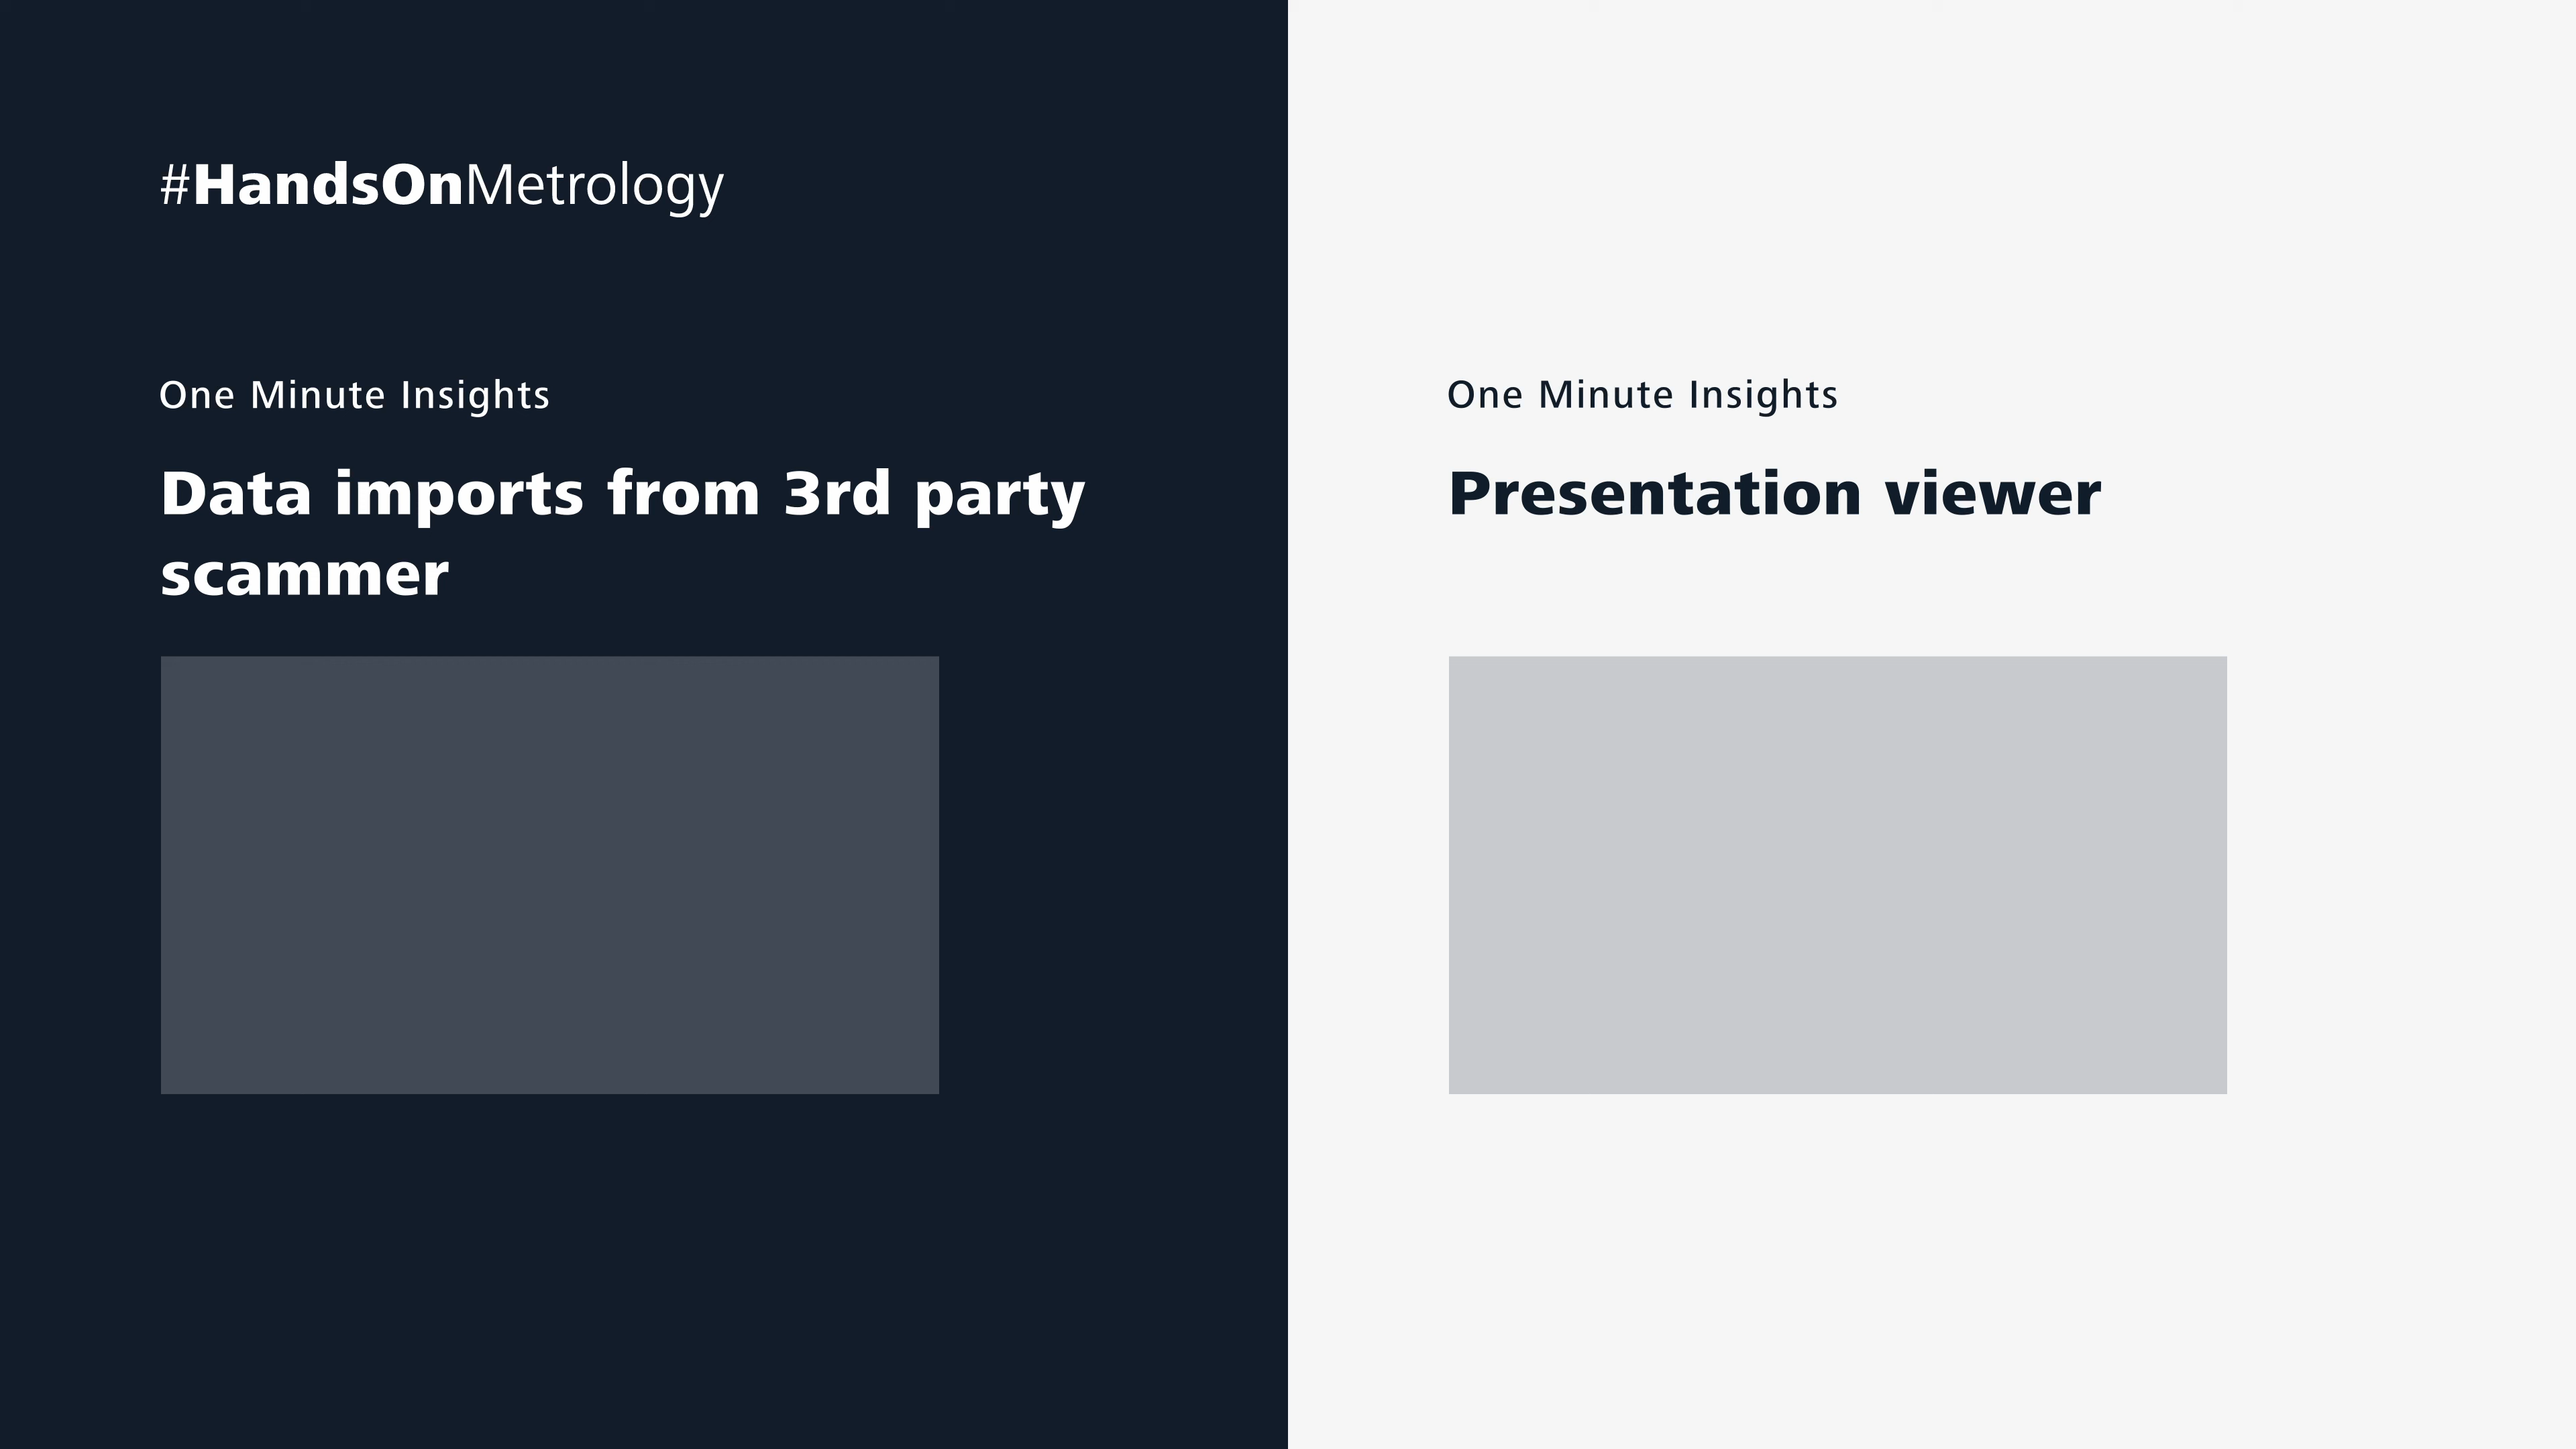 #HandsOnMetrology
One Minute Insights
Data imports from 3rd party
scammer
One Minute Insights
Presentation viewer